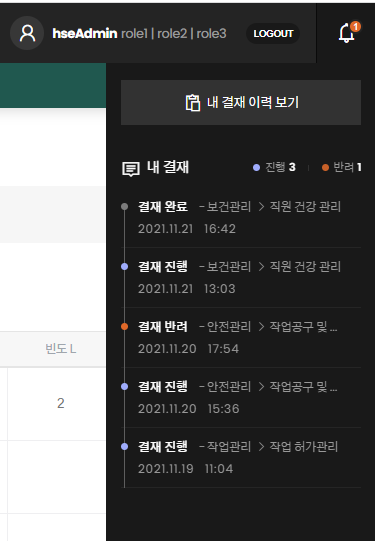 hseAdmin role1 | role2 | role3 LOGOUT 1
내 결재 이력 보기
내 결재 진행 3 반려 1
결재 완료 - 보건관리 > 직원 건강 관리
2021.11.21 16:42
결재 진행 - 보건관리 > 직원 건강 관리
2021.11.21 13:03
결재 반려 - 안전관리 > 작업공구 및 ...
2021.11.20 17:54
결재 진행 - 안전관리 > 작업공구 및 ...
2021.11.20 15:36
결재 진행 - 작업관리 > 작업 허가관리
2021.11.19 11:04
빈도 L
2